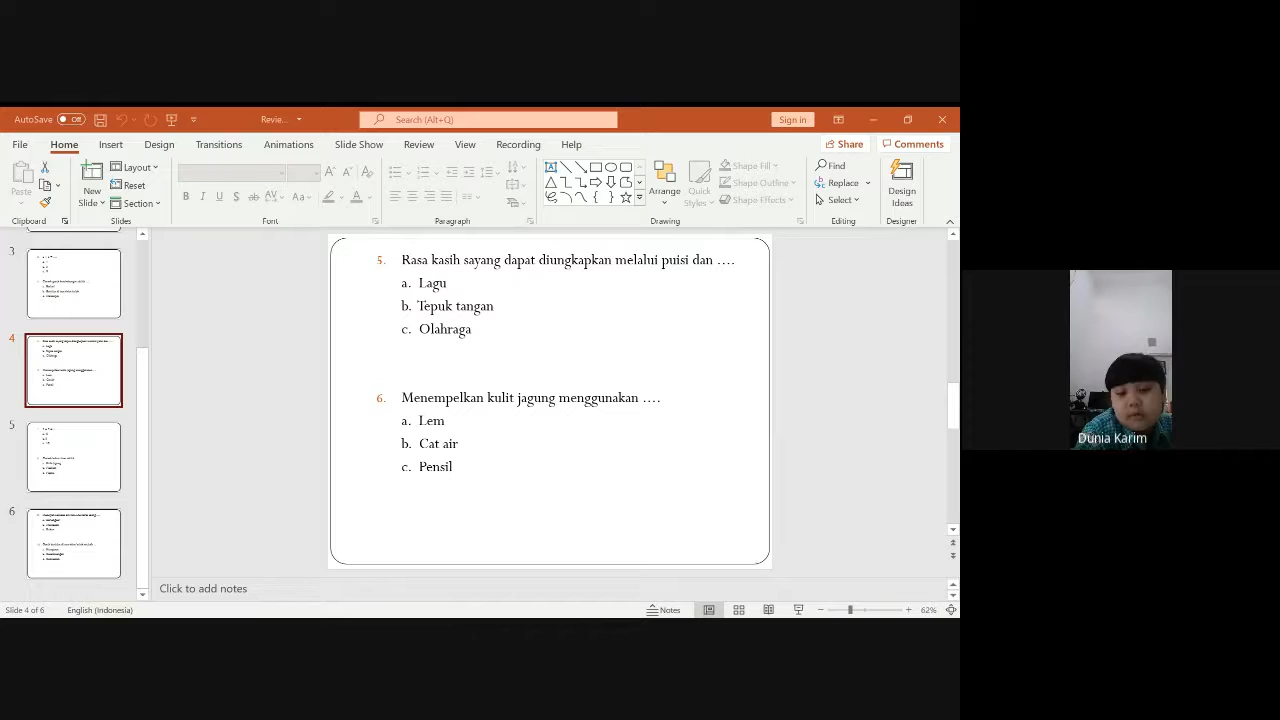 AutoSave Off Revie... Search (Alt+Q) Sign in
File Home Insert Design Transitions Animations Slide Show Review View Recording Help Share Comments
Paste
New Slide
Layout
Reset
Section
Arrange
Quick Styles
Shape Fill
Shape Outline
Shape Effects
Find
Replace
Select
Design Ideas
Clipboard Slides Font Paragraph Drawing Editing Designer
3
4
5
6
5. Rasa kasih sayang dapat diungkapkan melalui puisi dan ....
a. Lagu
b. Tepuk tangan
c. Olahraga
6. Menempelkan kulit jagung menggunakan ....
a. Lem
b. Cat air
c. Pensil
Click to add notes
Slide 4 of 6 English (Indonesia) Notes 62%
Dunia Karim